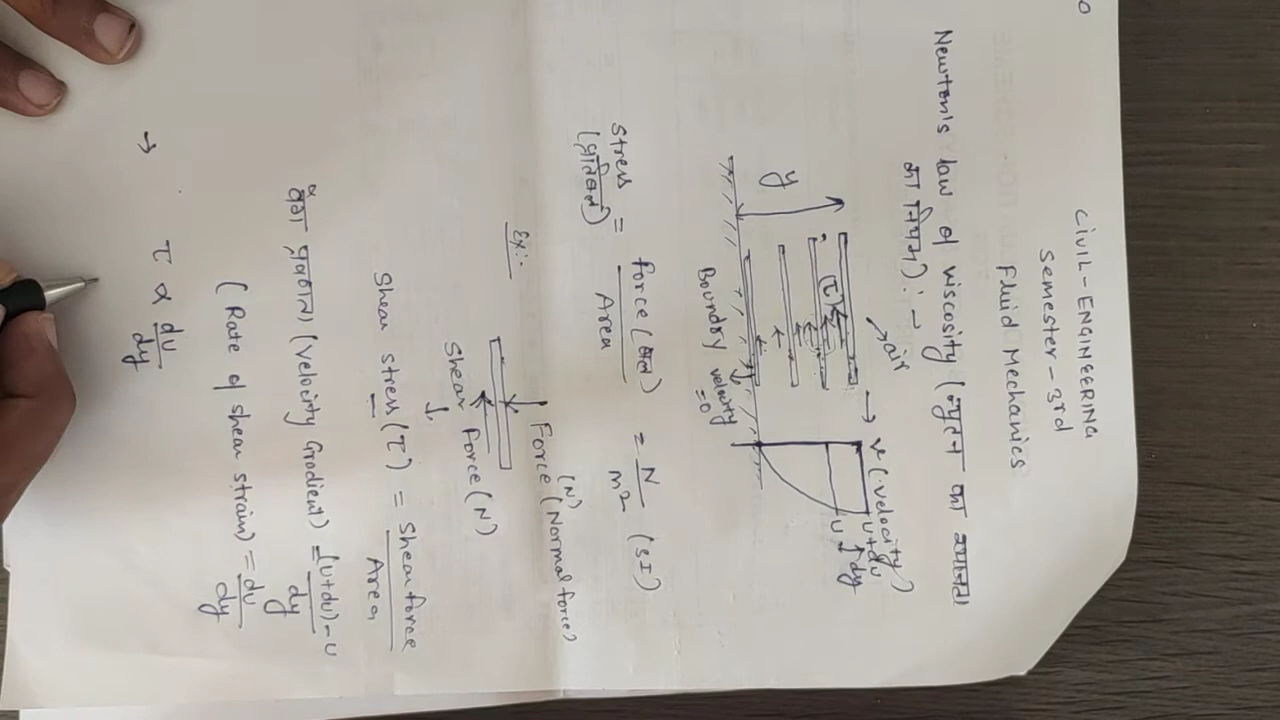 CIVIL-ENGINEERING
Semester-3rd
Fluid Mechanics
Newton's law of viscosity (न्यूटन का श्यानता
का नियम) : →
→ air
→ v (velocity)
u+du
u ↕ dy
y
(τ)
Boundry velocity
=0
Stress = Force (बल) / Area = N / m2 (SI)
(प्रतिबल)
Ex:-
Force (Normal force)
(N)
Shear Force (N)
Shear stress (τ) = Shear force / Area
वेग प्रवणता (velocity Gradient) = (u+du)-u / dy
(Rate of shear strain) = du / dy
→ τ α du / dy